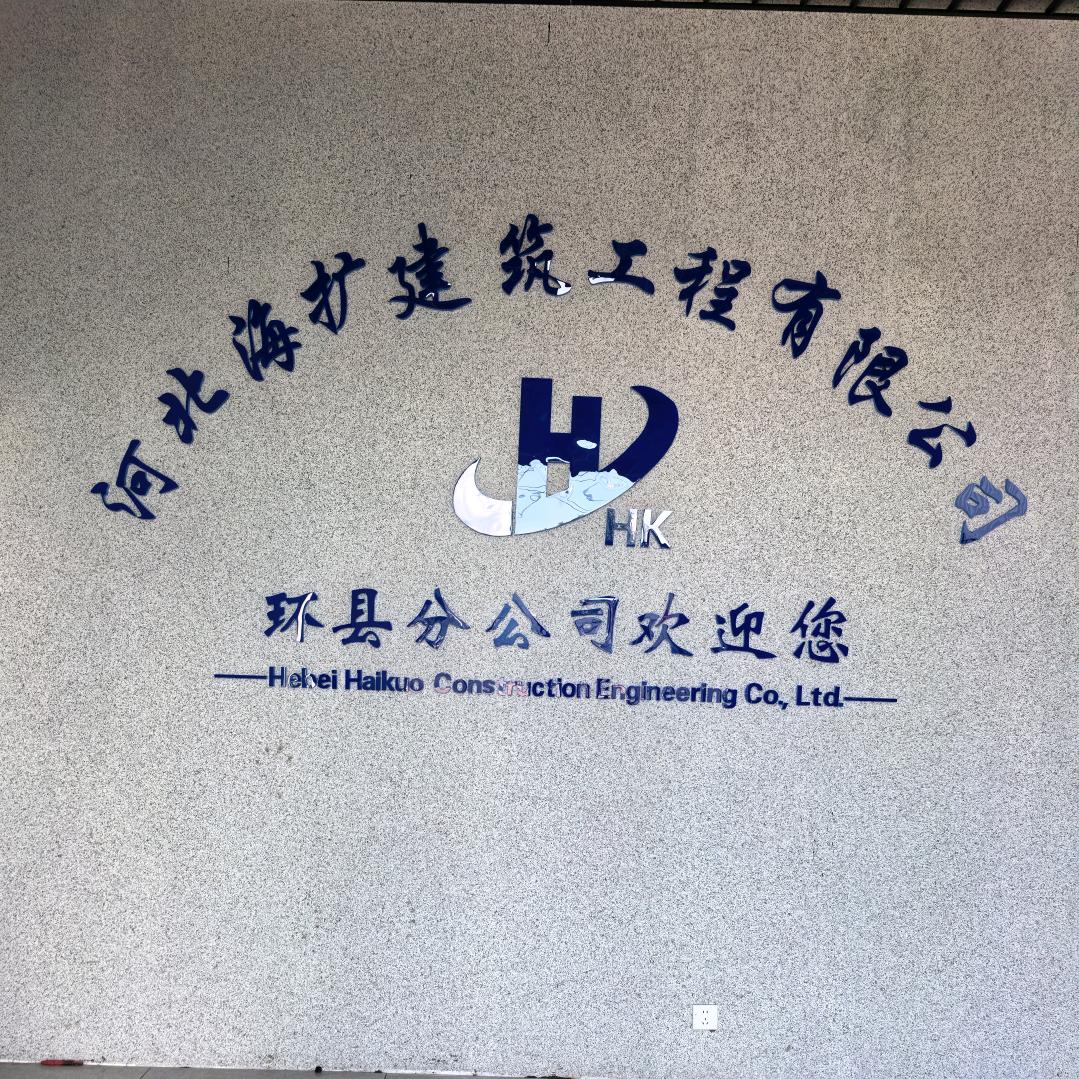 河北海扩建筑工程有限公司
H
HK
环县分公司欢迎您
Hebei Haikuo Construction Engineering Co., Ltd.